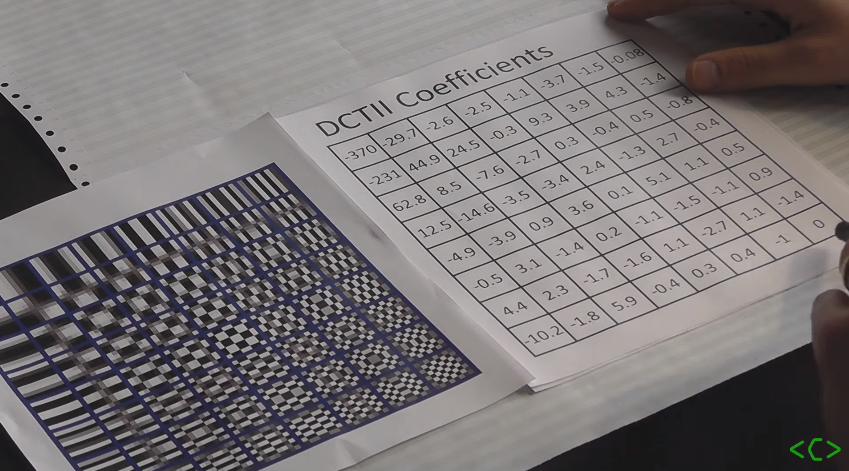 DCTII Coefficients
-370 -29.7 -2.6 -2.5 -1.1 -3.7 -1.5 -0.08
-231 44.9 24.5 -0.3 9.3 3.9 4.3 -1.4
62.8 8.5 -7.6 -2.7 0.3 -0.4 0.5 -0.8
12.5 -14.6 -3.5 -3.4 2.4 -1.3 2.7 -0.4
-4.9 -3.9 0.9 3.6 0.1 5.1 1.1 0.5
-0.5 3.1 -1.4 0.2 -1.1 -1.5 -1.1 0.9
4.4 2.3 -1.7 -1.6 1.1 -2.7 1.1 -1.4
-10.2 -1.8 5.9 -0.4 0.3 0.4 -1 0
<C>